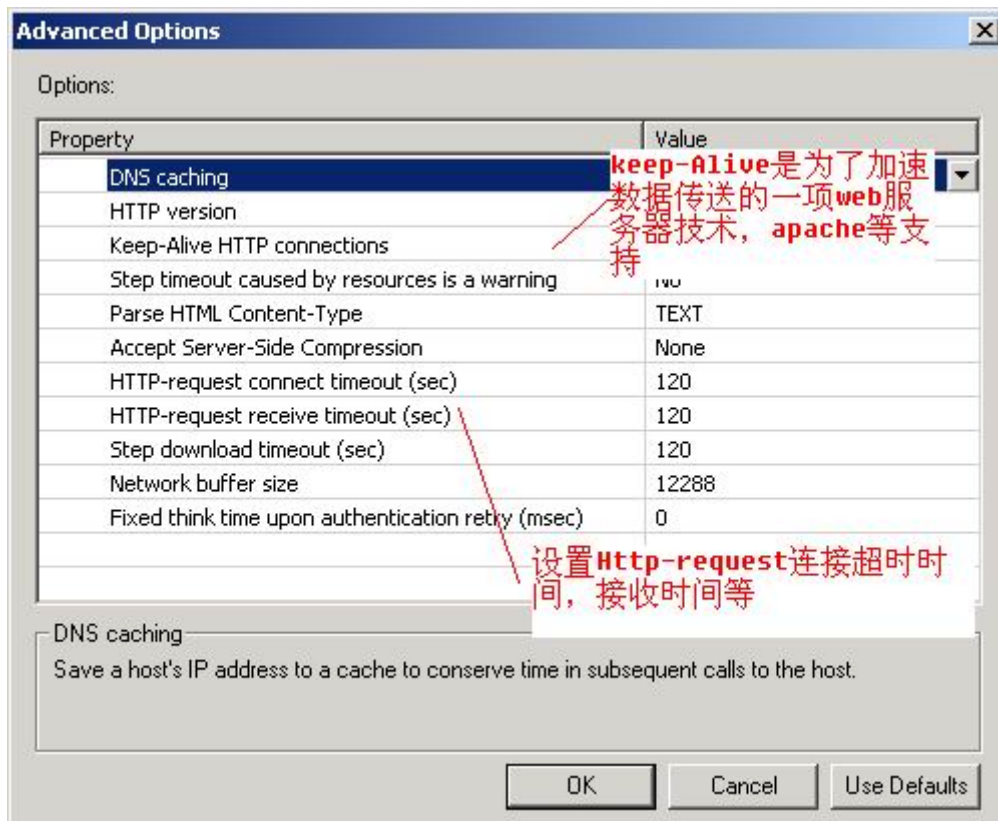 Advanced Options
Options:
Property Value
DNS caching
HTTP version
Keep-Alive HTTP connections
keep-Alive是为了加速
数据传送的一项web服
务器技术，apache等支
持
Step timeout caused by resources is a warning No
Parse HTML Content-Type TEXT
Accept Server-Side Compression None
HTTP-request connect timeout (sec) 120
HTTP-request receive timeout (sec) 120
Step download timeout (sec) 120
Network buffer size 12288
Fixed think time upon authentication retry (msec) 0
设置Http-request连接超时时
间，接收时间等
DNS caching
Save a host's IP address to a cache to conserve time in subsequent calls to the host.
OK Cancel Use Defaults